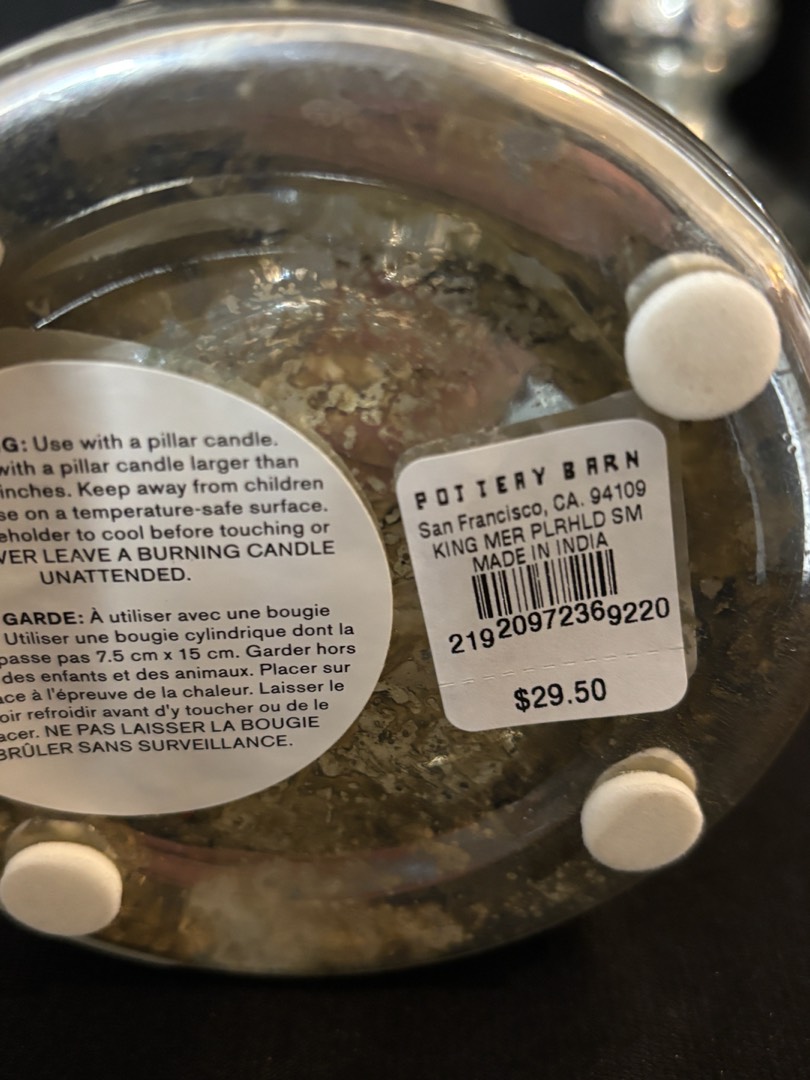 G: Use with a pillar candle.
with a pillar candle larger than
inches. Keep away from children
se on a temperature-safe surface.
eholder to cool before touching or
VER LEAVE A BURNING CANDLE
UNATTENDED.
GARDE: À utiliser avec une bougie
Utiliser une bougie cylindrique dont la
passe pas 7.5 cm x 15 cm. Garder hors
des enfants et des animaux. Placer sur
ace à l'épreuve de la chaleur. Laisser le
oir refroidir avant d'y toucher ou de le
acer. NE PAS LAISSER LA BOUGIE
BRÛLER SANS SURVEILLANCE.
POTTERY BARN
San Francisco, CA. 94109
KING MER PLRHLD SM
MADE IN INDIA
21920972369220
$29.50